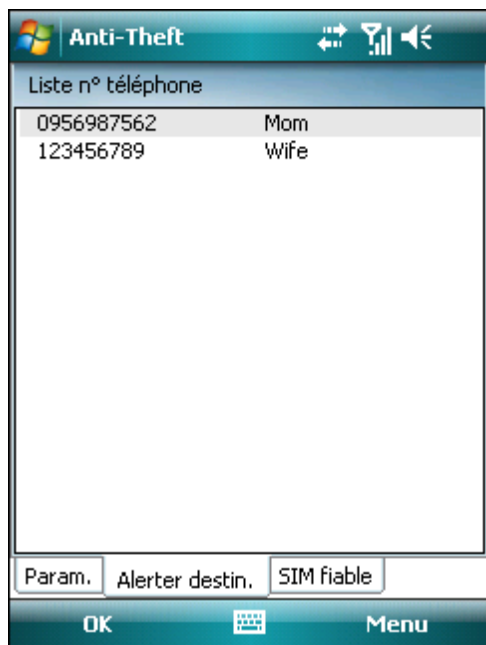 Anti-Theft
Liste n° téléphone
0956987562 Mom
123456789 Wife
Param. Alerter destin. SIM fiable
OK Menu